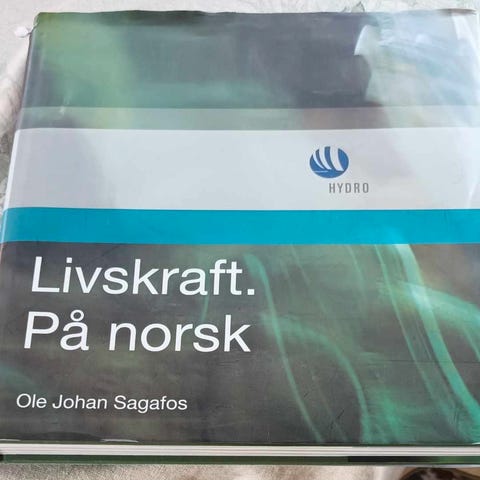 HYDRO
Livskraft.
På norsk
Ole Johan Sagafos